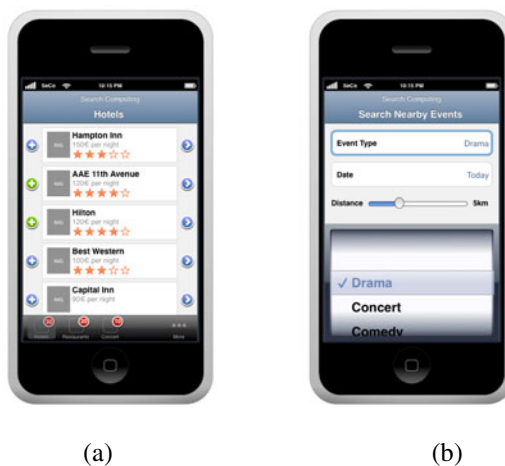 SeCo 10:15 PM
Search Computing
Hotels
Hampton Inn
150€ per night
AAE 11th Avenue
120€ per night
Hilton
120€ per night
Best Western
100€ per night
Capital Inn
90€ per night
Hotels Restaurants Concert More
(a)
SeCo 10:15 PM
Search Computing
Search Nearby Events
Event Type Drama
Date Today
Distance 5km
✓ Drama
Concert
Comedy
(b)